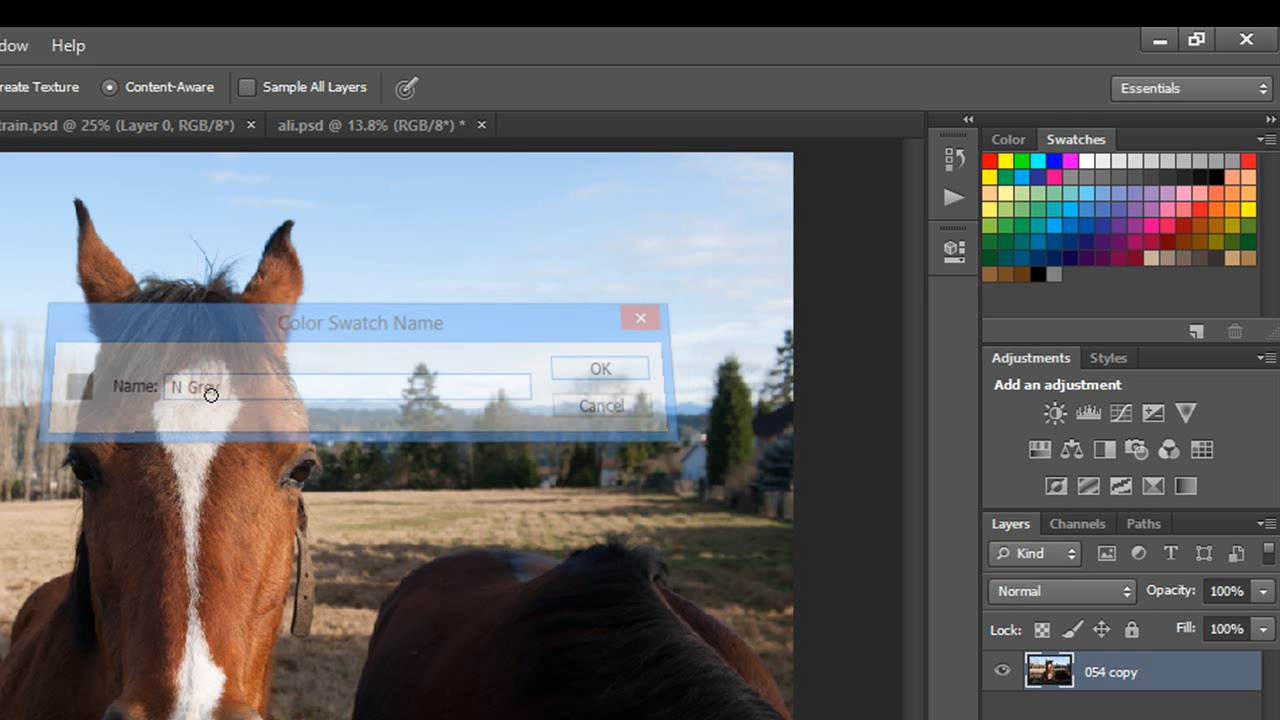 dow Help
reate Texture Content-Aware Sample All Layers Essentials
train.psd @ 25% (Layer 0, RGB/8*) × ali.psd @ 13.8% (RGB/8*) * ×
Color Swatches
Color Swatch Name
Name: N Grey
OK
Cancel
Adjustments Styles
Add an adjustment
Layers Channels Paths
Kind
Normal Opacity: 100%
Lock: Fill: 100%
054 copy